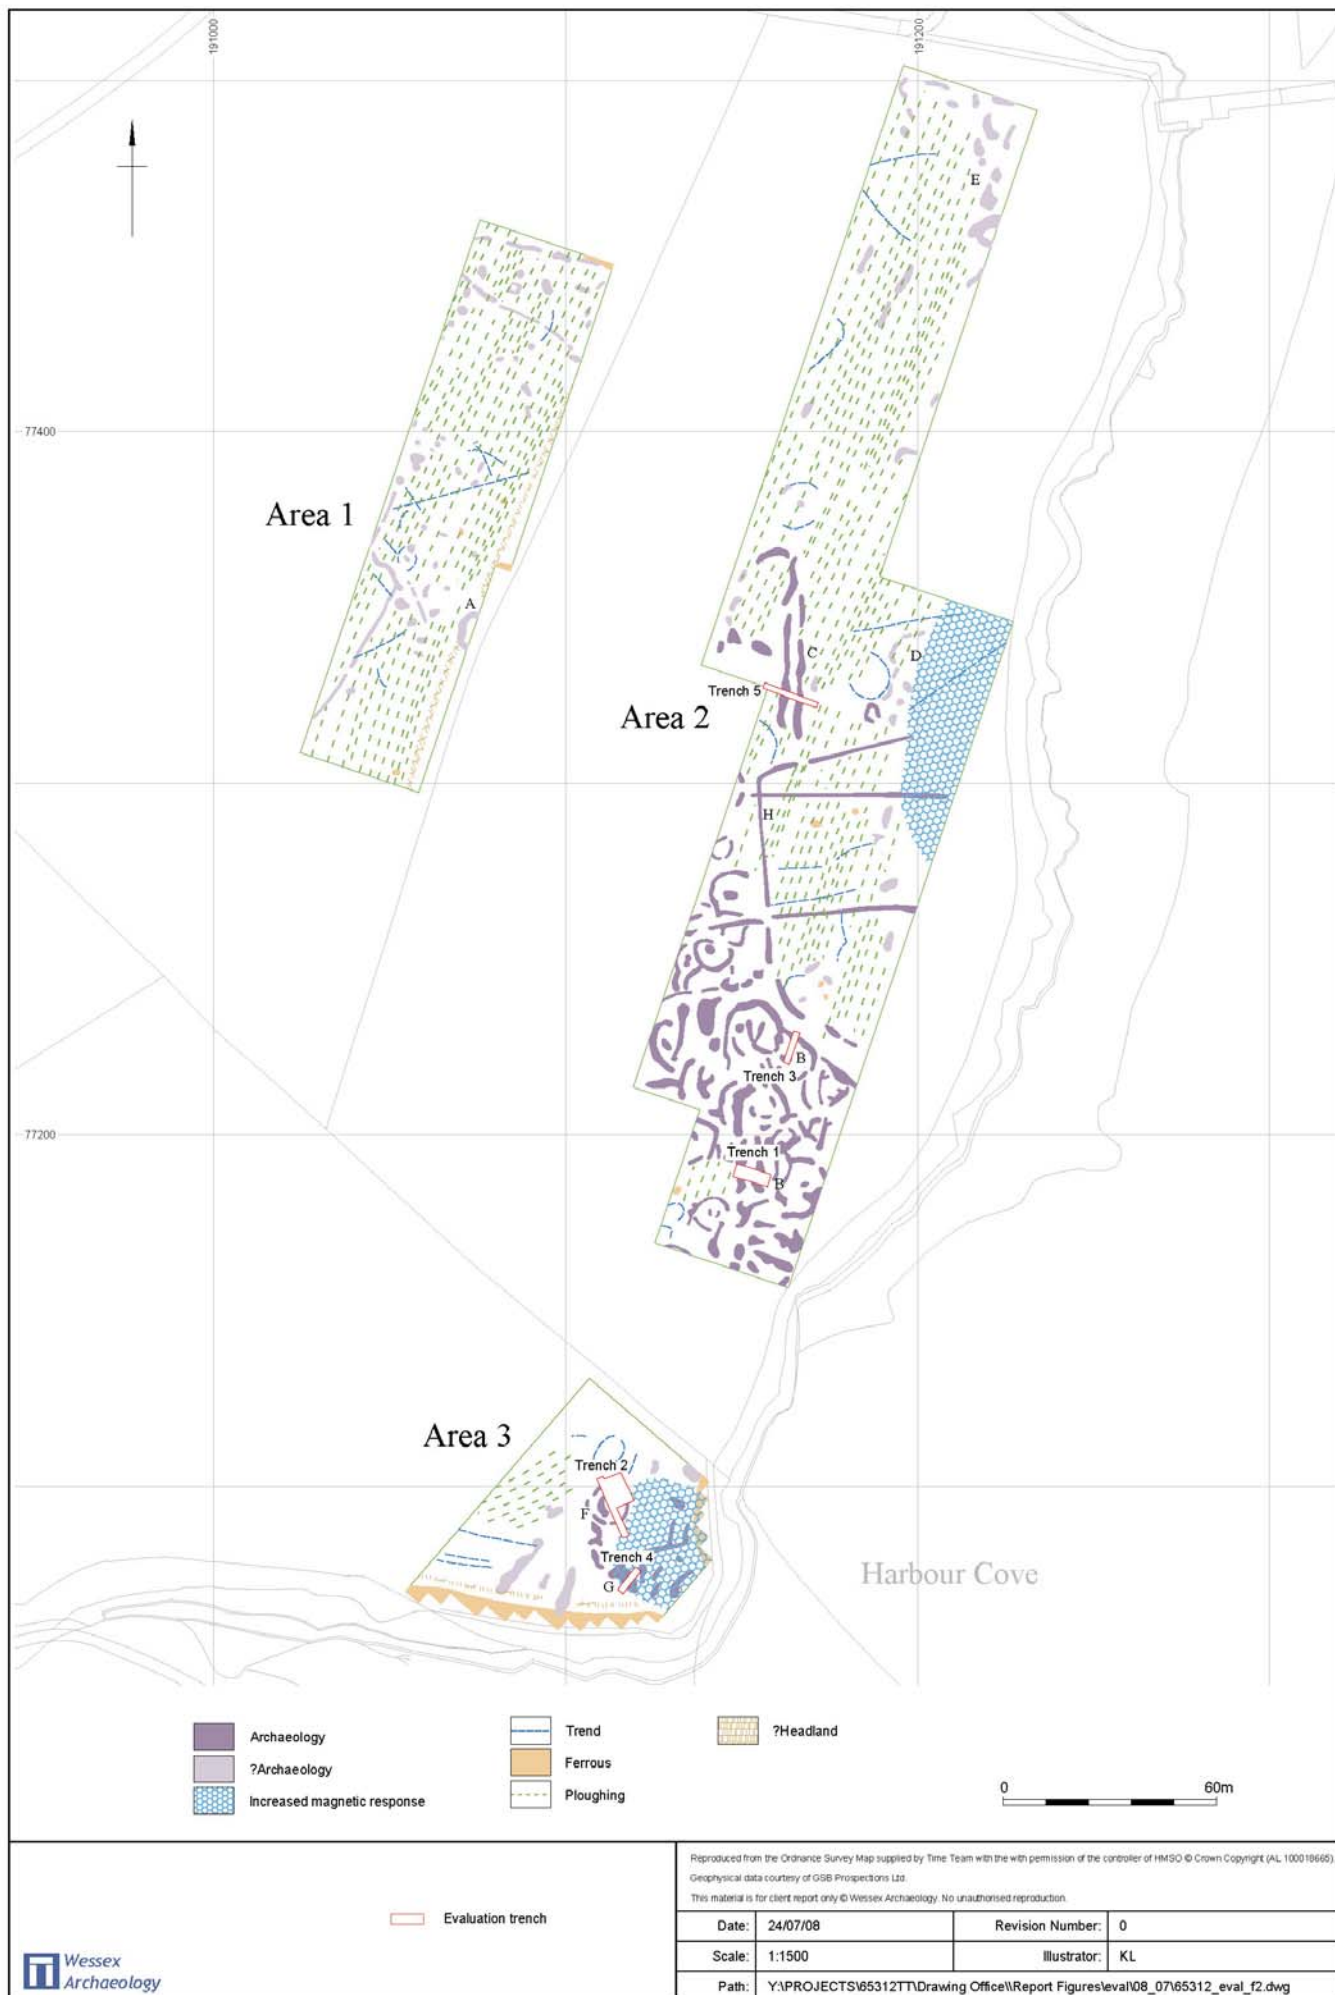 191000
191200
E
77400
Area 1
A
C
D
Trench 5
Area 2
H
B
Trench 3
77200
Trench 1
B
Area 3
Trench 2
F
Trench 4
G
Harbour Cove
Archaeology
?Archaeology
Increased magnetic response
Trend
Ferrous
Ploughing
?Headland
0 60m
Evaluation trench
Wessex
Archaeology
Reproduced from the Ordnance Survey Map supplied by Time Team with the with permission of the controller of HMSO © Crown Copyright (AL 100018665).
Geophysical data courtesy of GSB Prospections Ltd.
This material is for client report only © Wessex Archaeology. No unauthorised reproduction.
Date: 24/07/08 Revision Number: 0
Scale: 1:1500 Illustrator: KL
Path: Y:\PROJECTS\65312TT\Drawing Office\\Report Figures\eval\08_07\65312_eval_f2.dwg